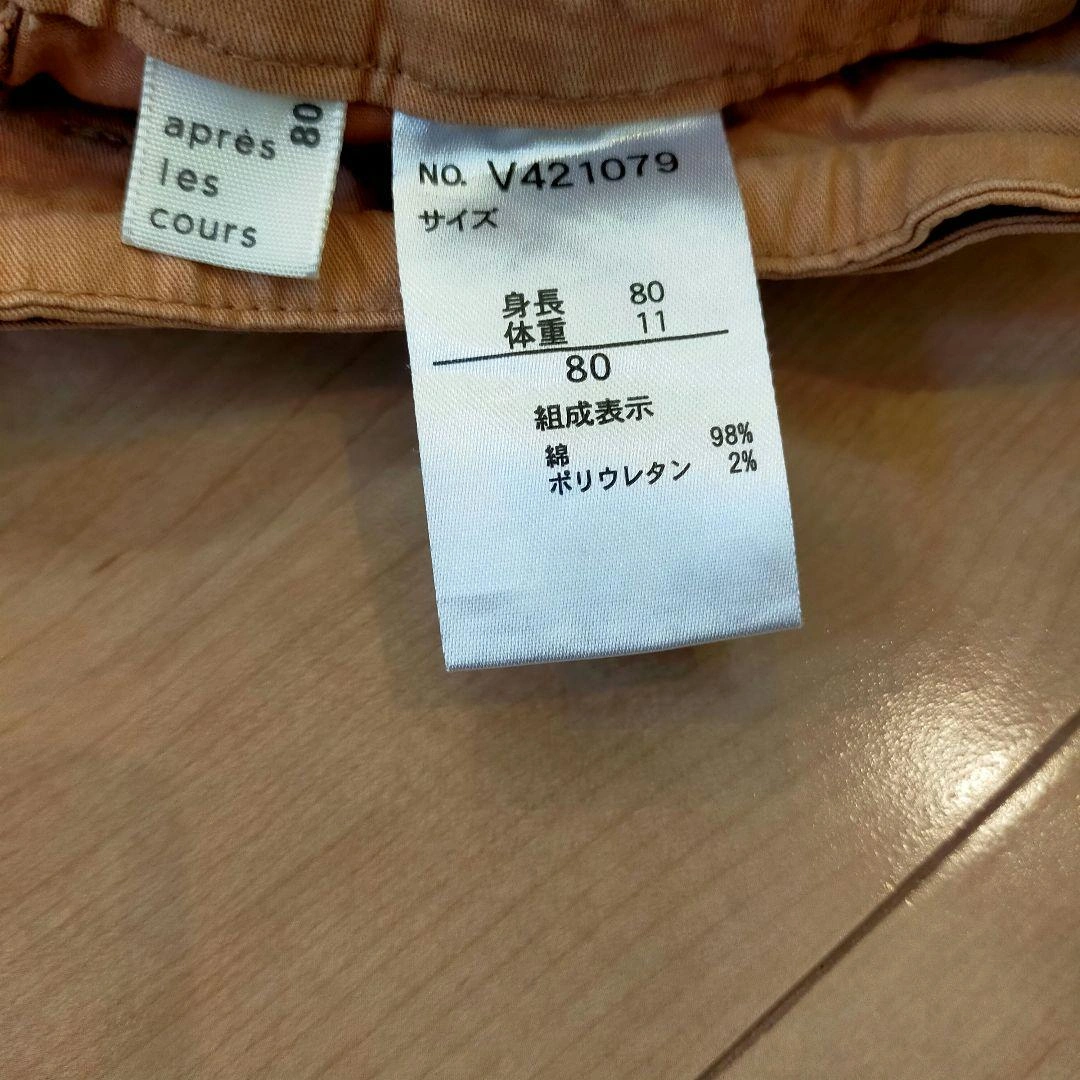 après
les
cours
80
NO. V421079
サイズ
身長 80
体重 11
80
組成表示
綿 98%
ポリウレタン 2%